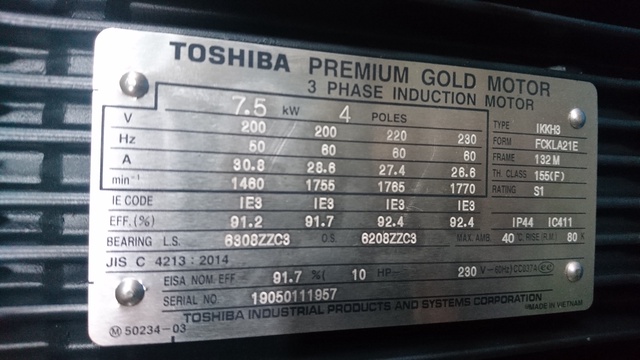 TOSHIBA PREMIUM GOLD MOTOR
3 PHASE INDUCTION MOTOR
7.5 kW 4 POLES
V 200 200 220 230
Hz 50 60 60 60
A 30.8 28.6 27.4 26.6
min⁻¹ 1460 1755 1765 1770
IE CODE IE3 IE3 IE3 IE3
EFF. (%) 91.2 91.7 92.4 92.4
TYPE IKKH3
FORM FCKLA21E
FRAME 132M
TH. CLASS 155(F)
RATING S1
IP44 IC411
BEARING L.S. 6308ZZC3 O.S. 6208ZZC3 MAX. AMB. 40 °C RISE (R.M.) 80 K
JIS C 4213 : 2014
EISA NOM. EFF 91.7 %( 10 HP- 230 V-60Hz) CC937A
SERIAL NO. 19050111957
TOSHIBA INDUSTRIAL PRODUCTS AND SYSTEMS CORPORATION
MADE IN VIETNAM
Ⓜ 50234-03